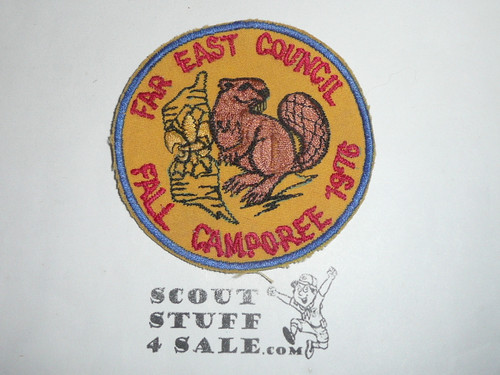 FAR EAST COUNCIL
FALL CAMPOREE 1976
SCOUT
STUFF
4 SALE.COM